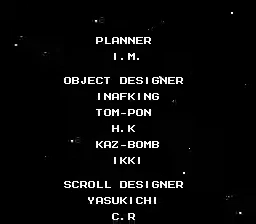 PLANNER
I.M.
OBJECT DESIGNER
INAFKING
TOM-PON
H.K
KAZ-BOMB
IKKI
SCROLL DESIGNER
YASUKICHI
C.R